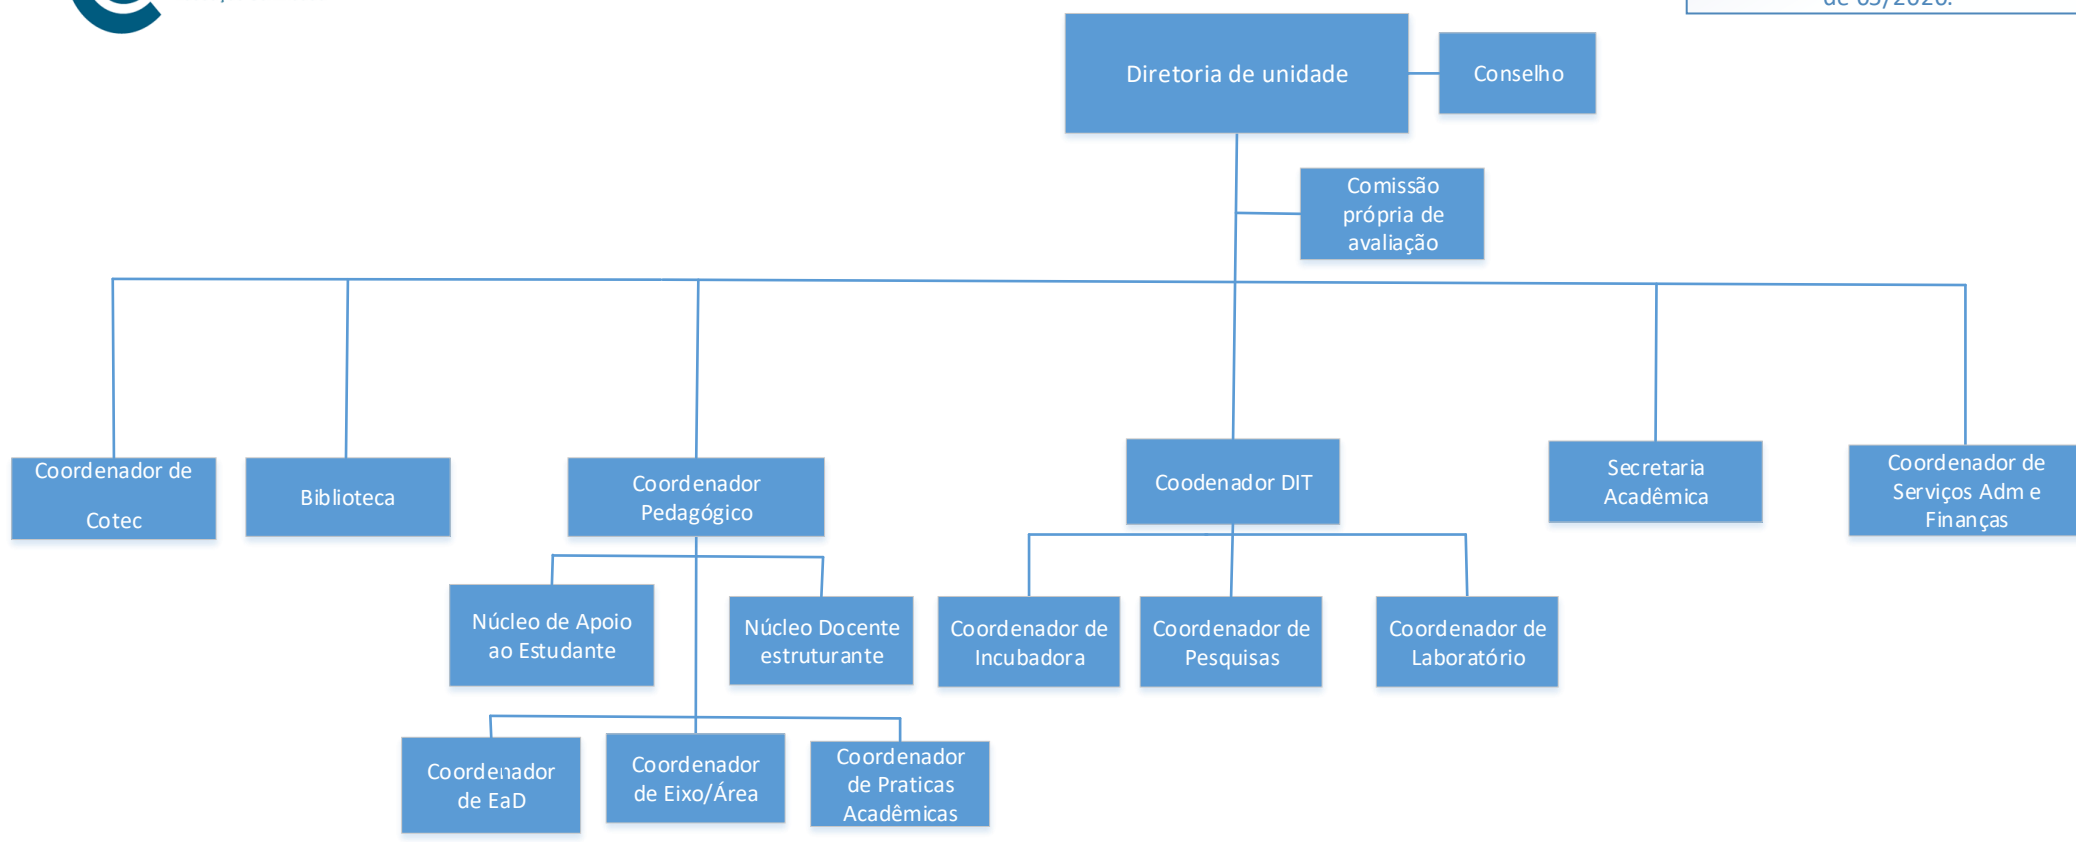 Diretoria de unidade
Conselho
Comissão
própria de
avaliação
Coordenador de
Cotec
Biblioteca
Coordenador
Pedagógico
Coodenador DIT
Secretaria
Acadêmica
Coordenador de
Serviços Adm e
Finanças
Núcleo de Apoio
ao Estudante
Núcleo Docente
estruturante
Coordenador de
Incubadora
Coordenador de
Pesquisas
Coordenador de
Laboratório
Coordenador
de EaD
Coordenador
de Eixo/Área
Coordenador
de Praticas
Acadêmicas